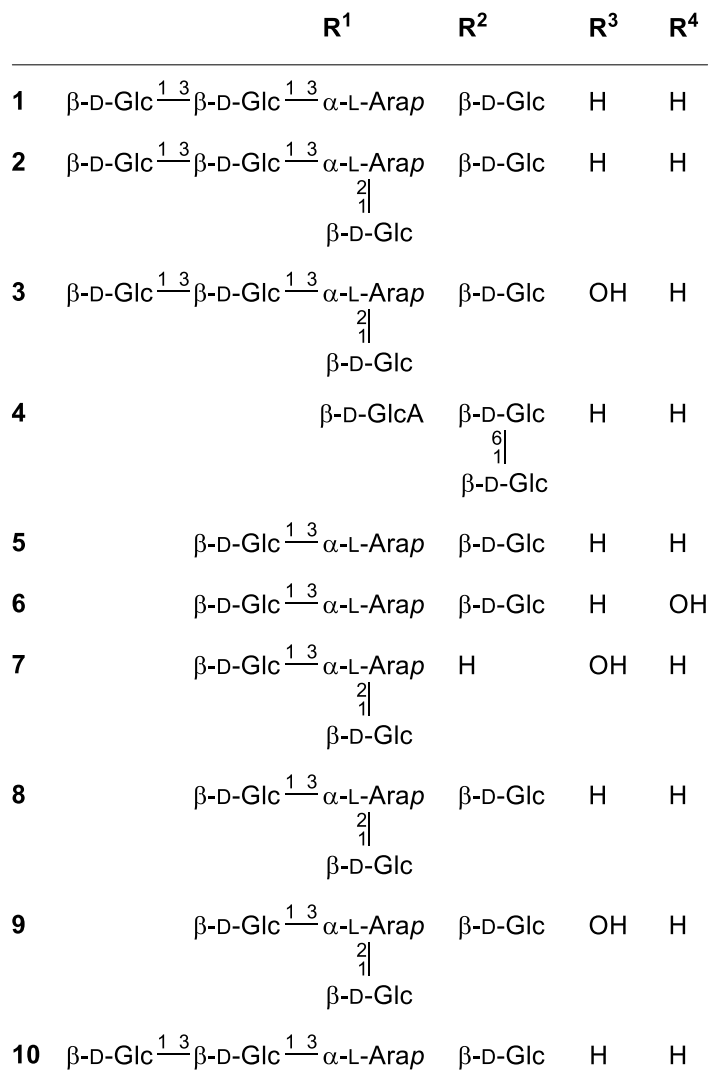 R¹ R² R³ R⁴
1 β-D-Glc 1 3 β-D-Glc 1 3 α-L-Arap β-D-Glc H H
2 β-D-Glc 1 3 β-D-Glc 1 3 α-L-Arap β-D-Glc H H
2
1
β-D-Glc
3 β-D-Glc 1 3 β-D-Glc 1 3 α-L-Arap β-D-Glc OH H
2
1
β-D-Glc
4 β-D-GlcA β-D-Glc H H
6
1
β-D-Glc
5 β-D-Glc 1 3 α-L-Arap β-D-Glc H H
6 β-D-Glc 1 3 α-L-Arap β-D-Glc H OH
7 β-D-Glc 1 3 α-L-Arap H OH H
2
1
β-D-Glc
8 β-D-Glc 1 3 α-L-Arap β-D-Glc H H
2
1
β-D-Glc
9 β-D-Glc 1 3 α-L-Arap β-D-Glc OH H
2
1
β-D-Glc
10 β-D-Glc 1 3 β-D-Glc 1 3 α-L-Arap β-D-Glc H H